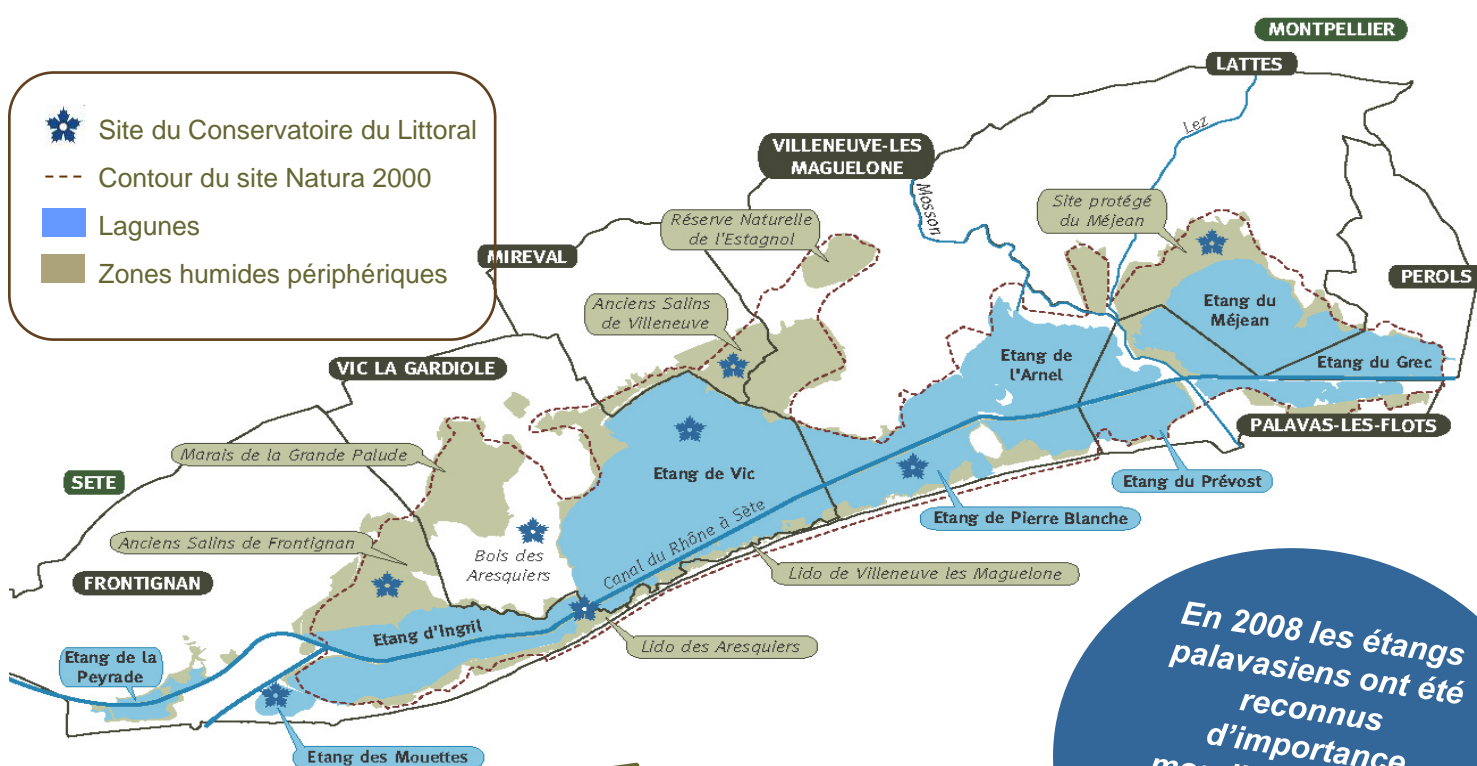 MONTPELLIER
LATTES
Site du Conservatoire du Littoral
Contour du site Natura 2000
Lagunes
Zones humides périphériques
Lez
VILLENEUVE-LES
MAGUELONE
Mosson
Site protégé
du Méjean
Réserve Naturelle
de l'Estagnol
MIREVAL
PEROLS
Etang du
Méjean
Anciens Salins
de Villeneuve
Etang de
l'Arnel
Etang du Grec
VIC LA GARDIOLE
PALAVAS-LES-FLOTS
Marais de la Grande Palude
Etang de Vic
SETE
Etang du Prévost
Etang de Pierre Blanche
Canal du Rhône à Sète
Anciens Salins de Frontignan
Bois des
Aresquiers
Lido de Villeneuve les Maguelone
FRONTIGNAN
Etang d'Ingril
Lido des Aresquiers
Etang de la
Peyrade
Etang des Mouettes
En 2008 les étangs
palavasiens ont été
reconnus
d'importance